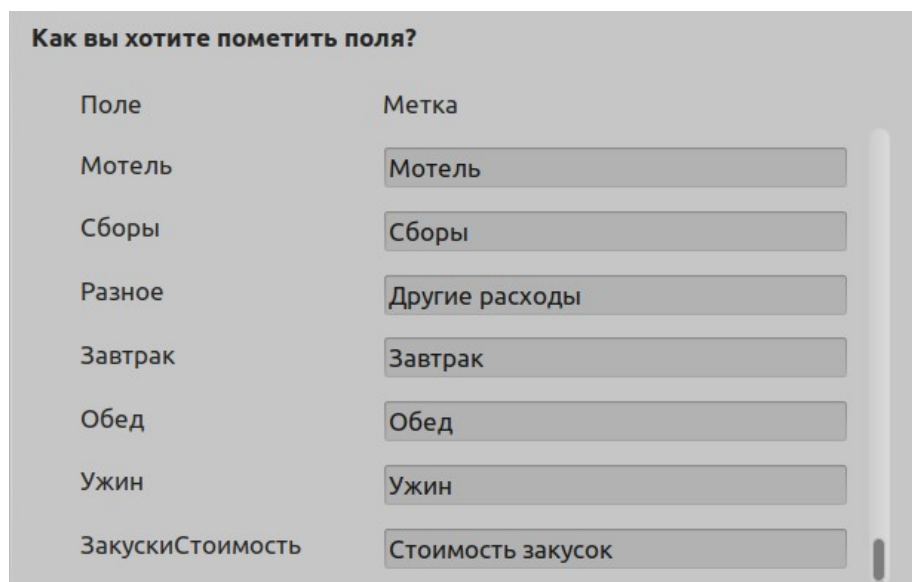 Как вы хотите пометить поля?
Поле Метка
Мотель Мотель
Сборы Сборы
Разное Другие расходы
Завтрак Завтрак
Обед Обед
Ужин Ужин
ЗакускиСтоимость Стоимость закусок